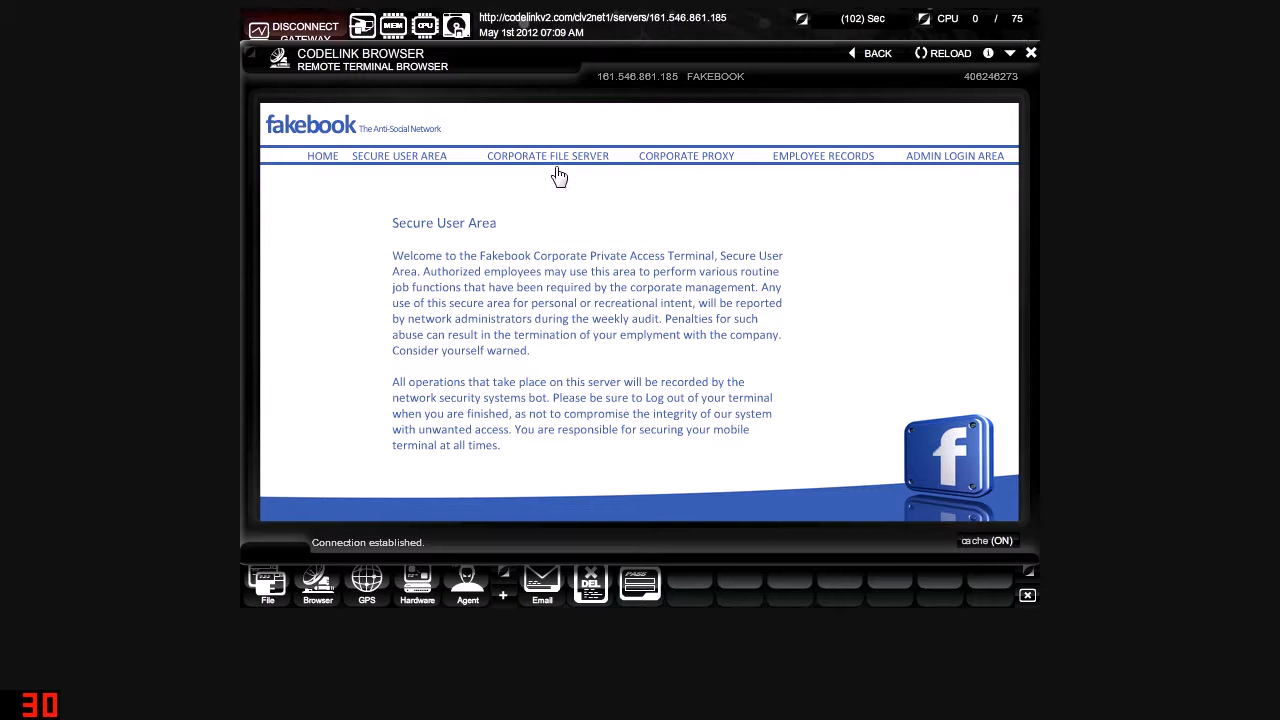 DISCONNECT
GATEWAY
MEM
CPU
http://codelinkv2.com/clv2net1/servers/161.546.861.185
May 1st 2012 07:09 AM
(102) Sec
CPU 0 / 75
CODELINK BROWSER
REMOTE TERMINAL BROWSER
BACK
RELOAD
161.546.861.185 FAKEBOOK
406246273
fakebook The Anti-Social Network
HOME SECURE USER AREA CORPORATE FILE SERVER CORPORATE PROXY EMPLOYEE RECORDS ADMIN LOGIN AREA
Secure User Area
Welcome to the Fakebook Corporate Private Access Terminal, Secure User
Area. Authorized employees may use this area to perform various routine
job functions that have been required by the corporate management. Any
use of this secure area for personal or recreational intent, will be reported
by network administrators during the weekly audit. Penalties for such
abuse can result in the termination of your emplyment with the company.
Consider yourself warned.
All operations that take place on this server will be recorded by the
network security systems bot. Please be sure to Log out of your terminal
when you are finished, as not to compromise the integrity of our system
with unwanted access. You are responsible for securing your mobile
terminal at all times.
f
Connection established.
cache (ON)
File
Browser
GPS
Hardware
Agent
+
Email
DEL
PASS
30